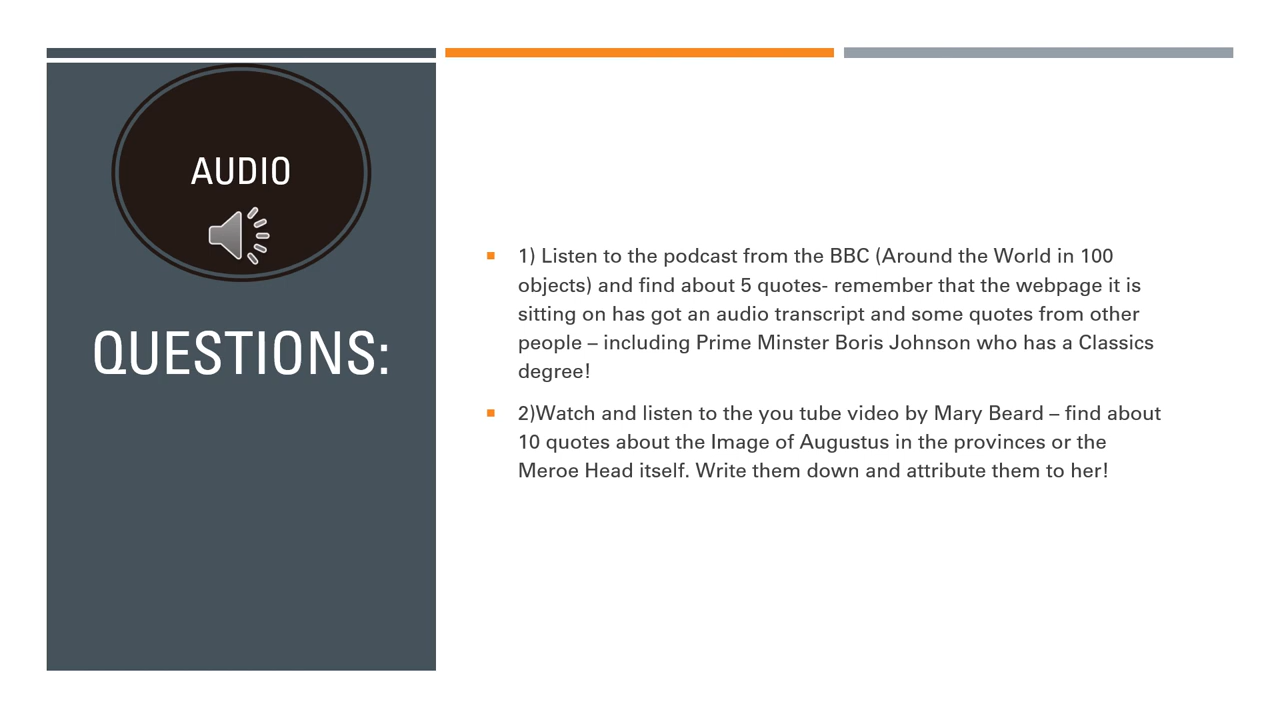 AUDIO
QUESTIONS:
1) Listen to the podcast from the BBC (Around the World in 100
objects) and find about 5 quotes- remember that the webpage it is
sitting on has got an audio transcript and some quotes from other
people – including Prime Minster Boris Johnson who has a Classics
degree!
2)Watch and listen to the you tube video by Mary Beard – find about
10 quotes about the Image of Augustus in the provinces or the
Meroe Head itself. Write them down and attribute them to her!